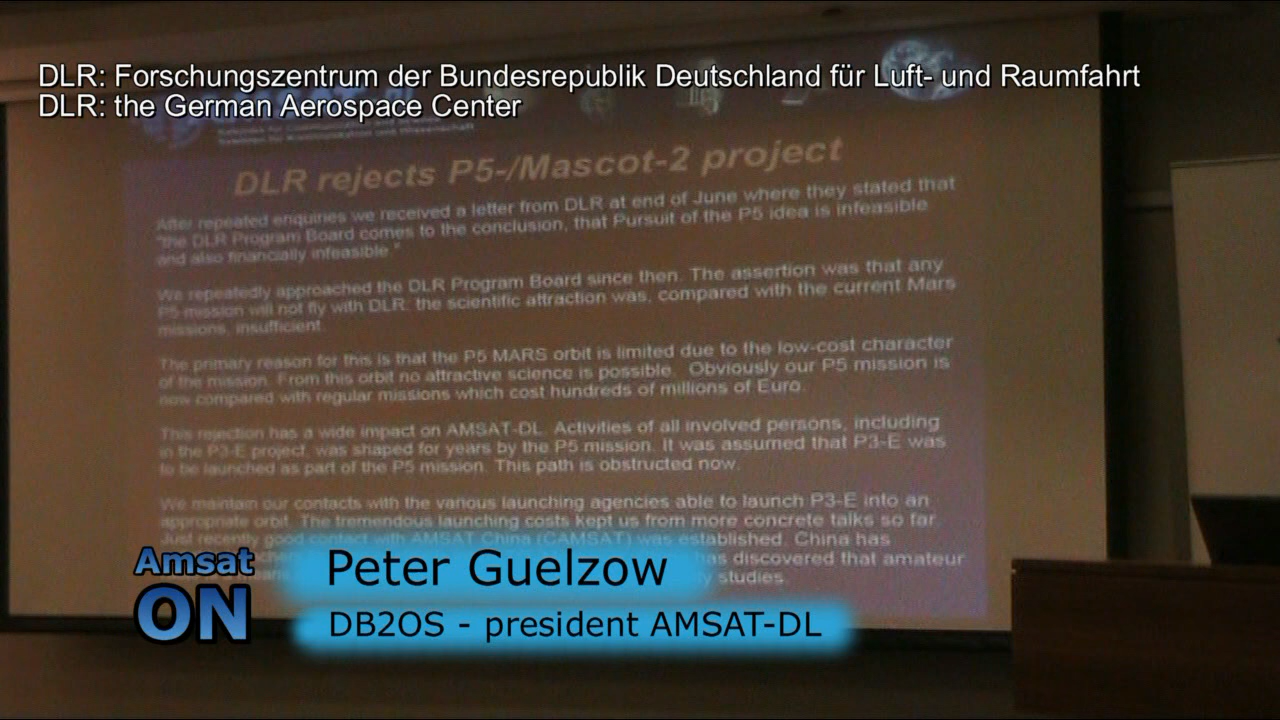 DLR: Forschungszentrum der Bundesrepublik Deutschland für Luft- und Raumfahrt
DLR: the German Aerospace Center
DLR rejects P5-/Mascot-2 project
After repeated enquiries we received a letter from DLR at end of June where they stated that
"the DLR Program Board comes to the conclusion, that Pursuit of the P5 idea is infeasible
and also financially infeasible."
We repeatedly approached the DLR Program Board since then. The assertion was that any
P5 mission will not fly with DLR: the scientific attraction was, compared with the current Mars
missions, insufficient.
The primary reason for this is that the P5 MARS orbit is limited due to the low-cost character
of the mission. From this orbit no attractive science is possible. Obviously our P5 mission is
now compared with regular missions which cost hundreds of millions of Euro.
This rejection has a wide impact on AMSAT-DL. Activities of all involved persons, including
in the P3-E project, was shaped for years by the P5 mission. It was assumed that P3-E was
to be launched as part of the P5 mission. This path is obstructed now.
We maintain our contacts with the various launching agencies able to launch P3-E into an
appropriate orbit. The tremendous launching costs kept us from more concrete talks so far.
Just recently good contact with AMSAT China (CAMSAT) was established. China has
has discovered that amateur
studies.
Amsat
ON
Peter Guelzow
DB2OS - president AMSAT-DL